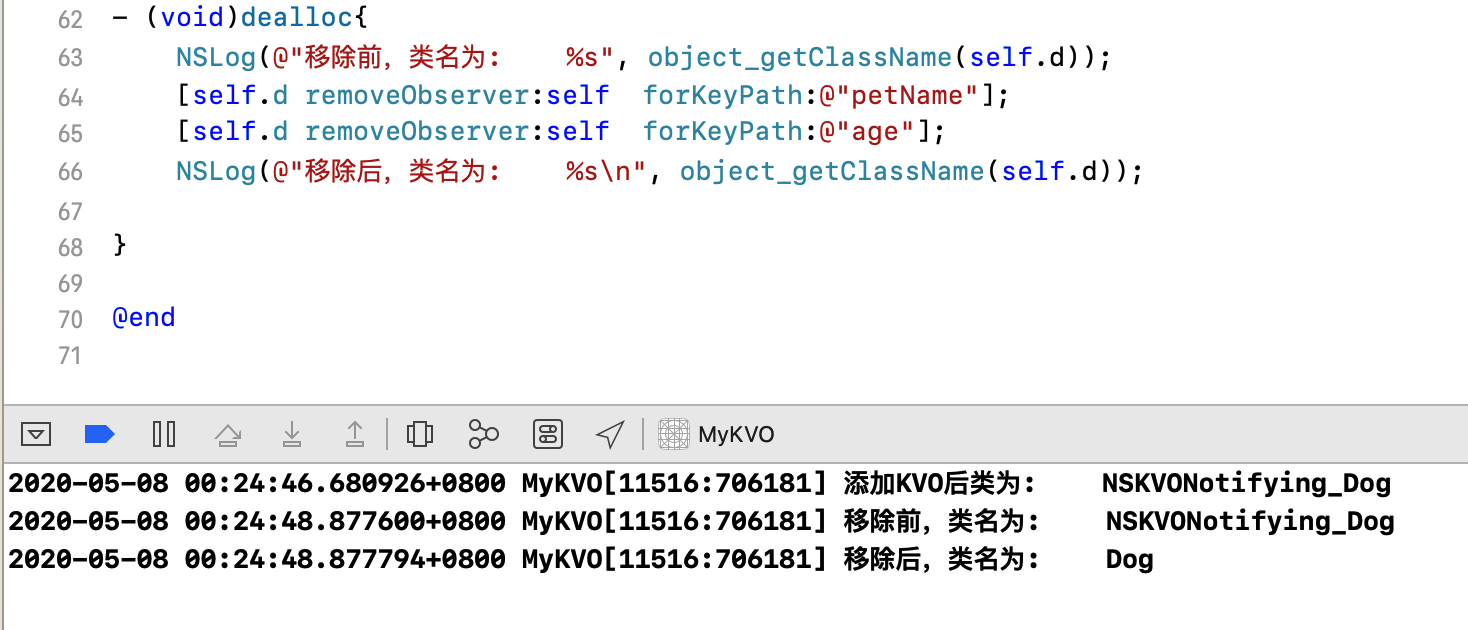 62 - (void)dealloc{
63     NSLog(@"移除前，类名为:    %s", object_getClassName(self.d));
64     [self.d removeObserver:self  forKeyPath:@"petName"];
65     [self.d removeObserver:self  forKeyPath:@"age"];
66     NSLog(@"移除后，类名为:    %s\n", object_getClassName(self.d));
67
68 }
69
70 @end
71
MyKVO
2020-05-08 00:24:46.680926+0800 MyKVO[11516:706181] 添加KVO后类为:    NSKVONotifying_Dog
2020-05-08 00:24:48.877600+0800 MyKVO[11516:706181] 移除前，类名为:    NSKVONotifying_Dog
2020-05-08 00:24:48.877794+0800 MyKVO[11516:706181] 移除后，类名为:    Dog